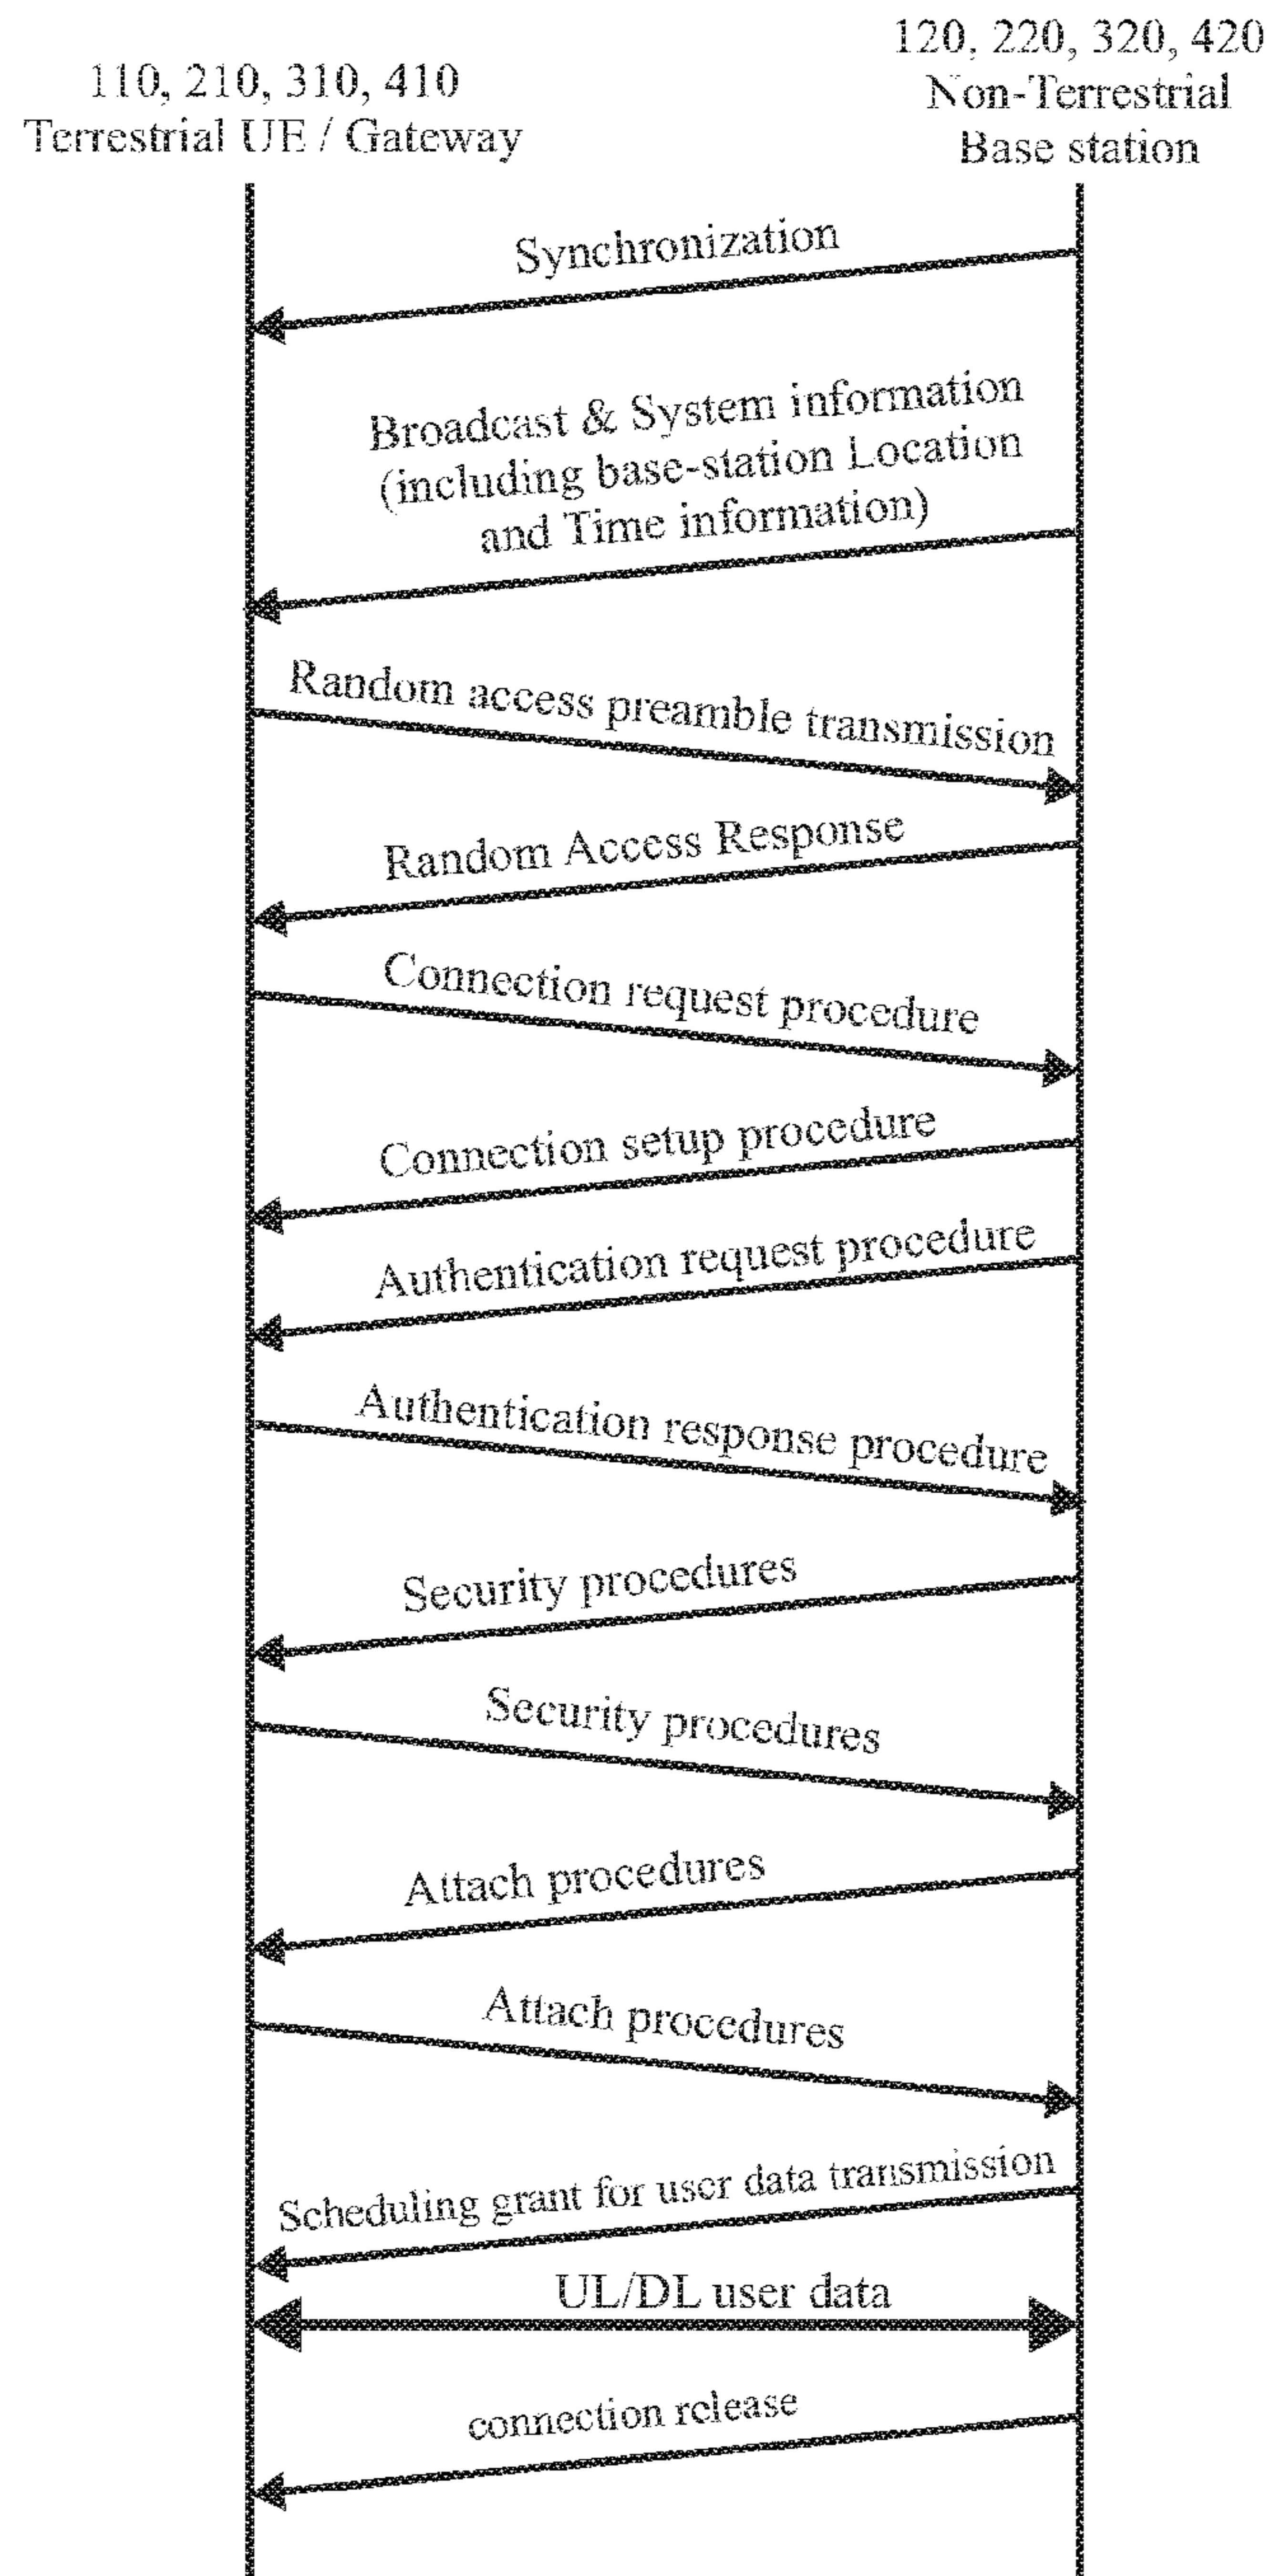 110, 210, 310, 410
Terrestrial UE / Gateway
120, 220, 320, 420
Non-Terrestrial
Base station
Synchronization
Broadcast & System information
(including base-station Location
and Time information)
Random access preamble transmission
Random Access Response
Connection request procedure
Connection setup procedure
Authentication request procedure
Authentication response procedure
Security procedures
Security procedures
Attach procedures
Attach procedures
Scheduling grant for user data transmission
UL/DL user data
connection release